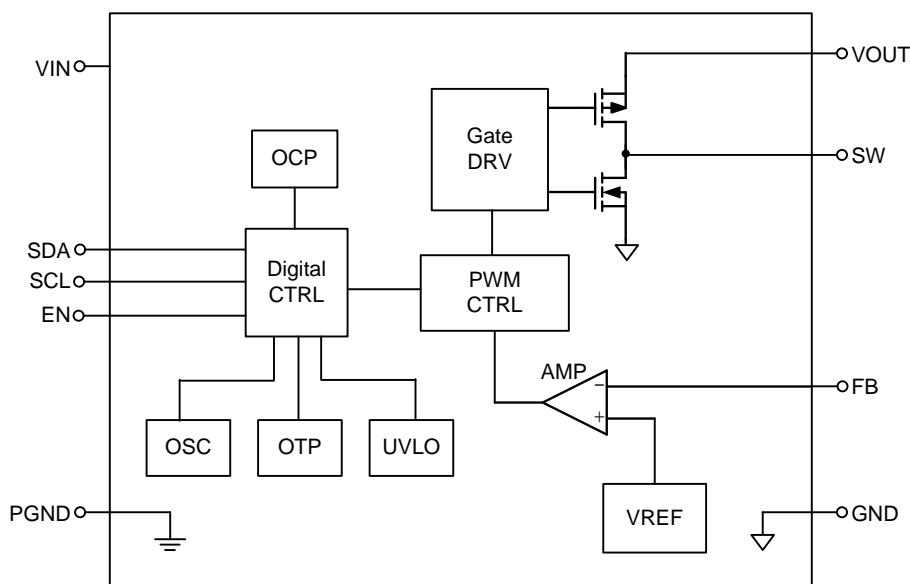 VOUT
VIN
Gate
DRV
SW
OCP
SDA
SCL
EN
Digital
CTRL
PWM
CTRL
AMP
−
+
FB
OSC
OTP
UVLO
VREF
PGND
GND